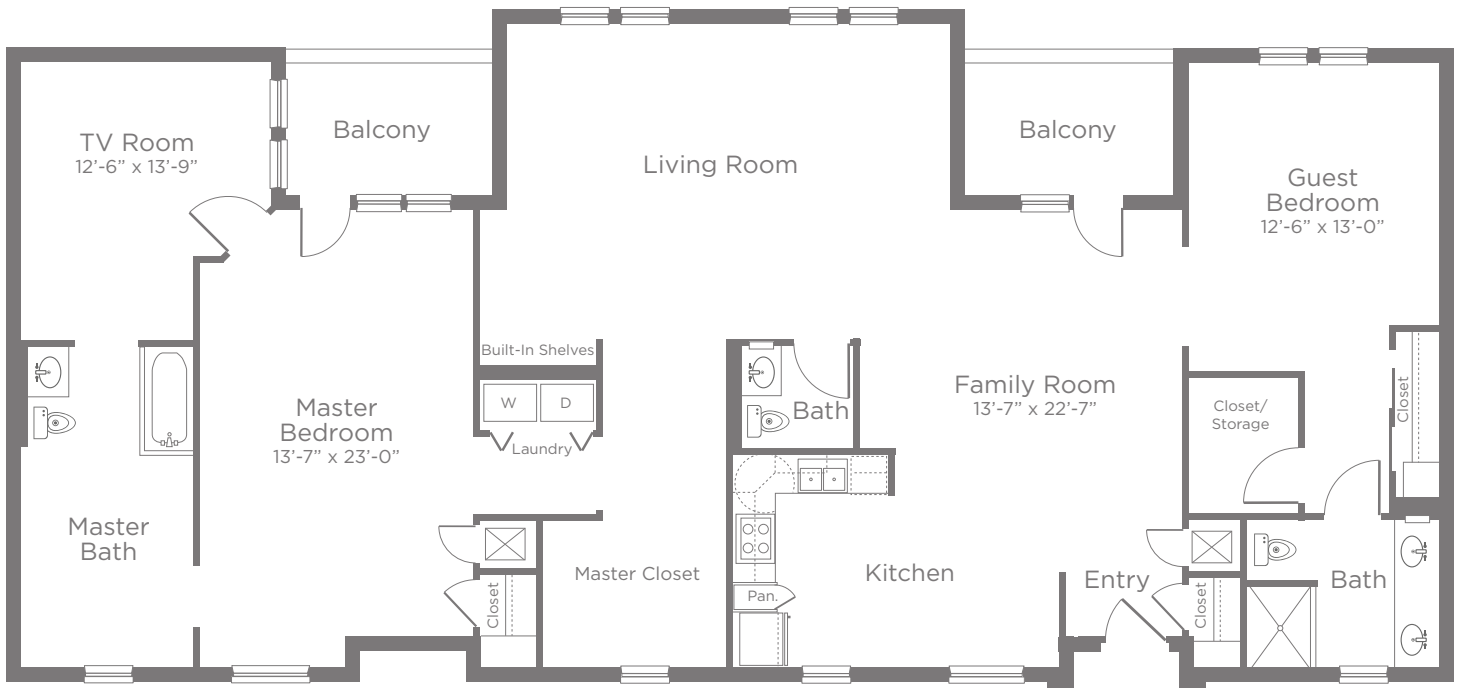 TV Room
12’-6” x 13’-9”
Balcony
Living Room
Balcony
Guest
Bedroom
12’-6” x 13’-0”
Built-In Shelves
W
D
Laundry
Master
Bedroom
13’-7” x 23’-0”
Bath
Family Room
13’-7” x 22’-7”
Closet/
Storage
Closet
Master
Bath
Closet
Master Closet
Pan.
Kitchen
Entry
Closet
Bath